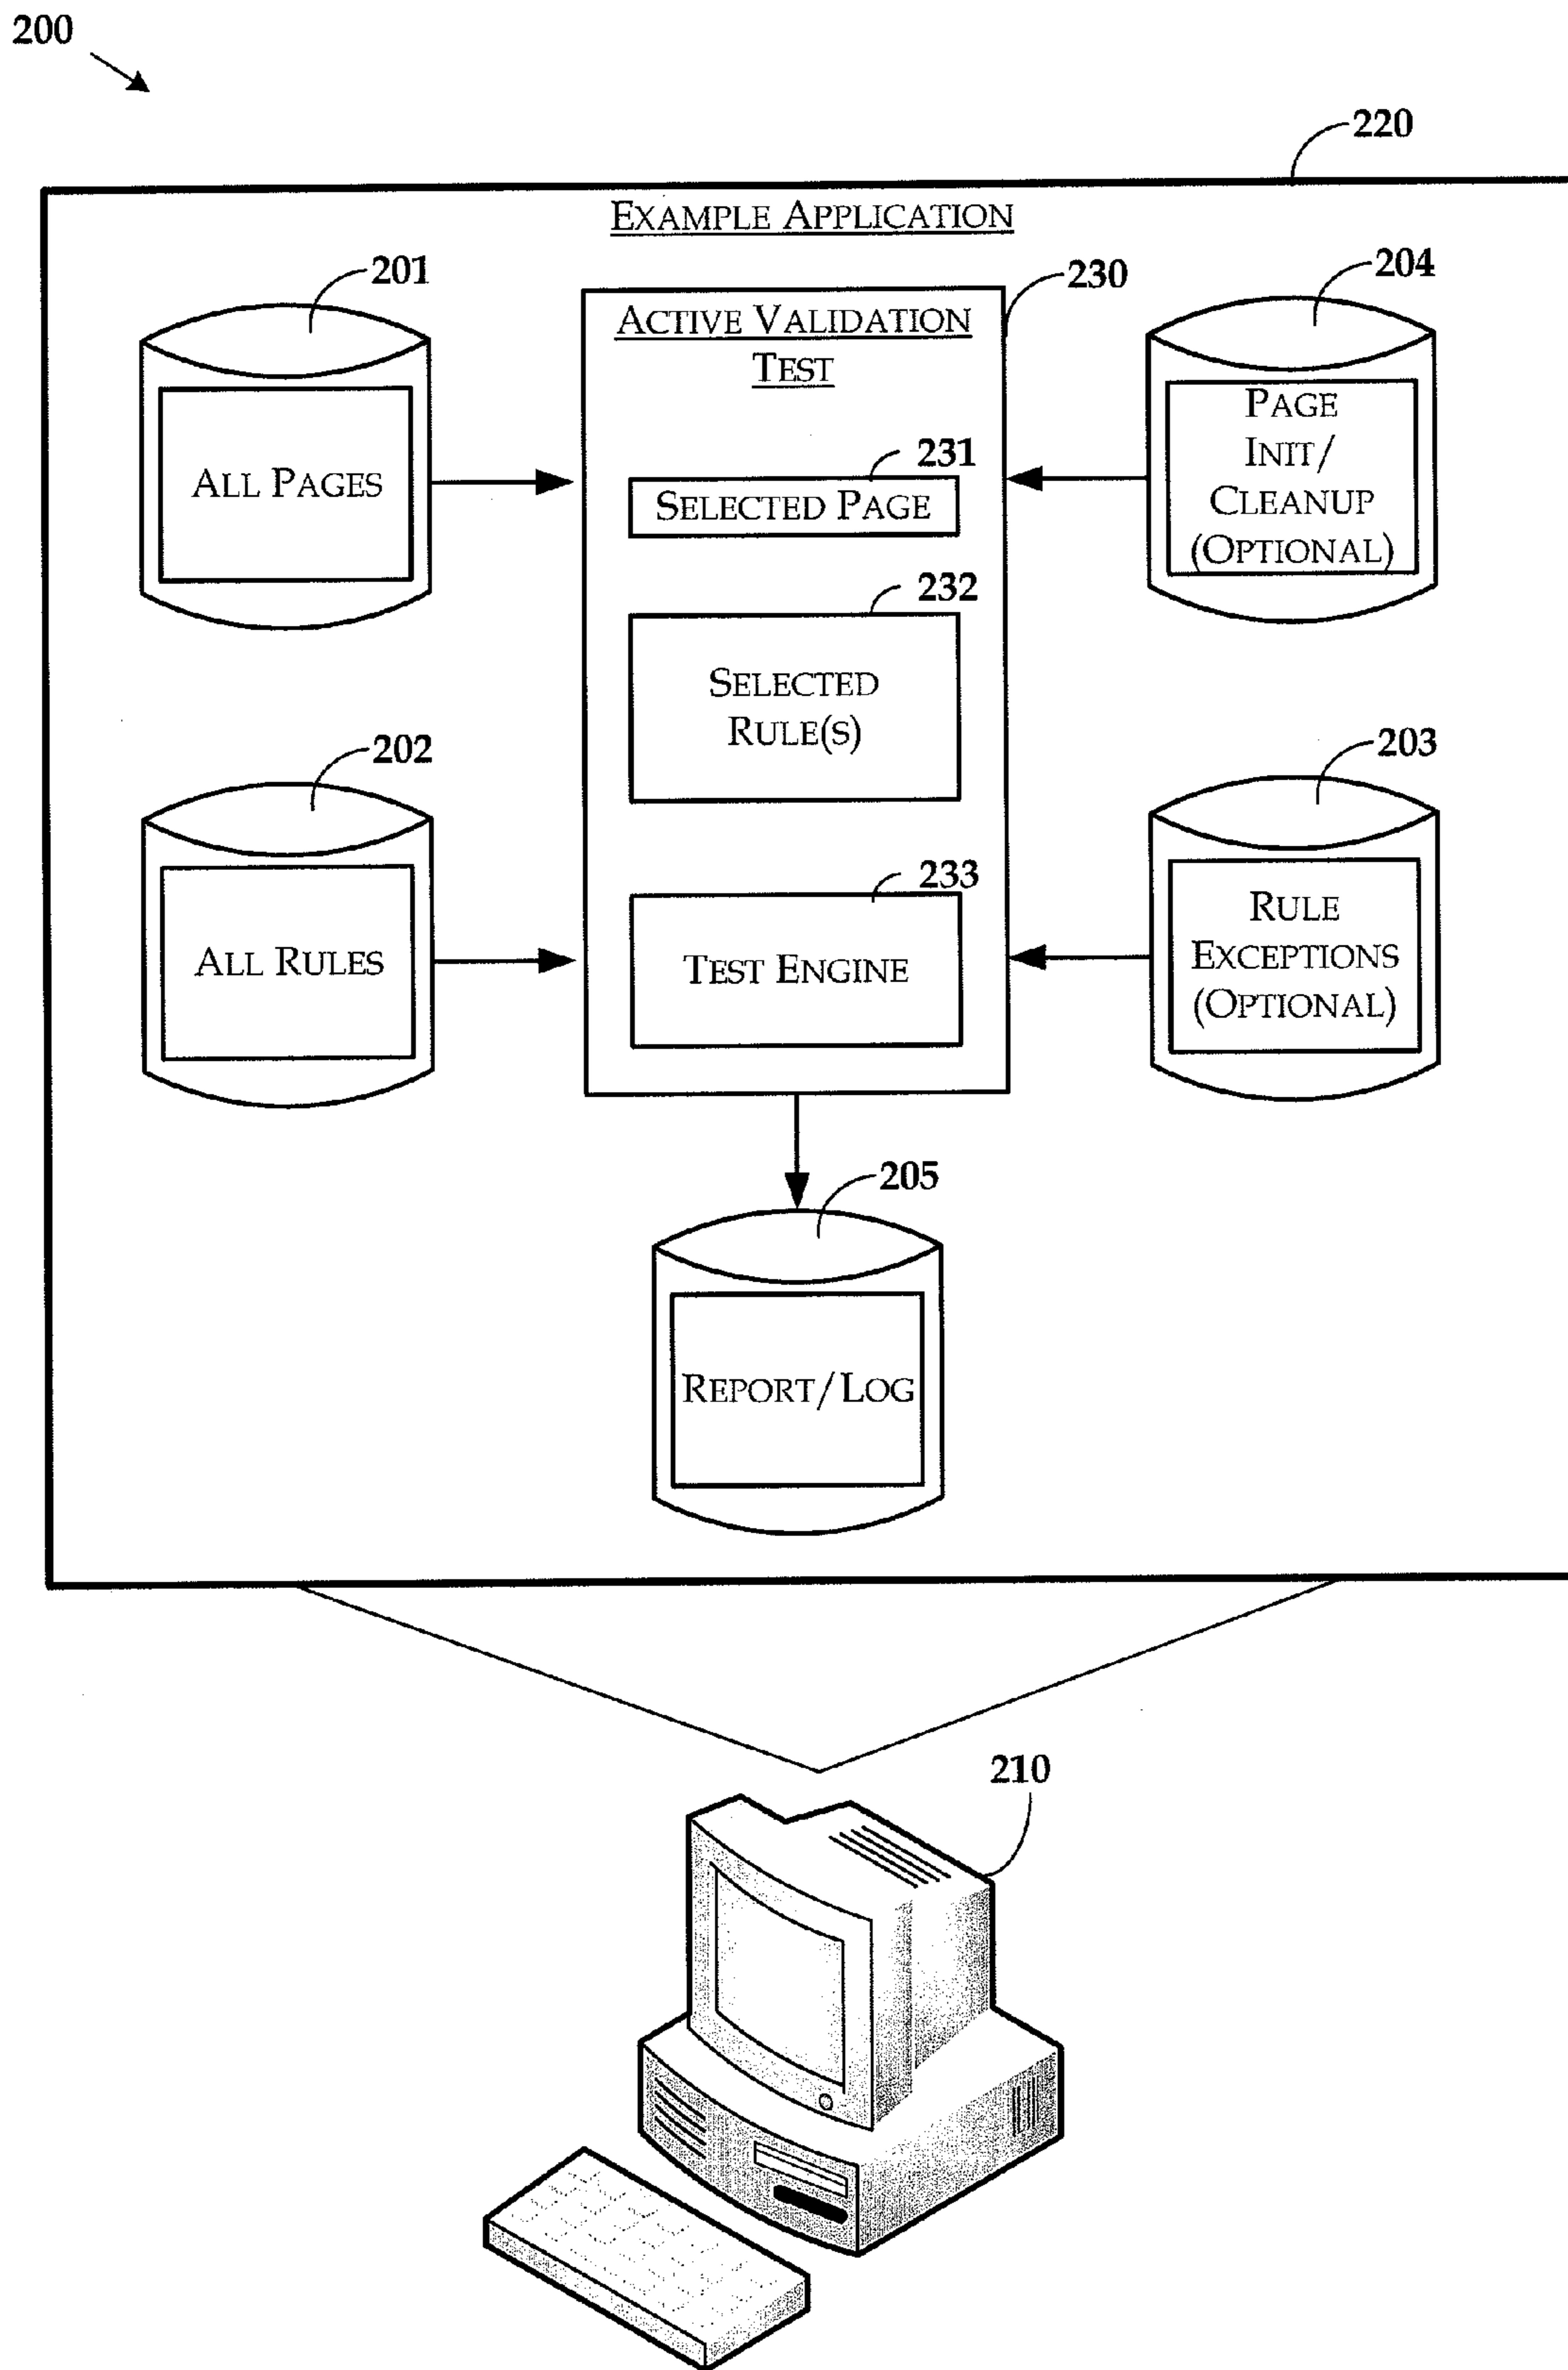 200
220
EXAMPLE APPLICATION
201
230
204
ACTIVE VALIDATION
TEST
ALL PAGES
231
SELECTED PAGE
PAGE
INIT/
CLEANUP
(OPTIONAL)
232
SELECTED
RULE(S)
202
203
ALL RULES
233
TEST ENGINE
RULE
EXCEPTIONS
(OPTIONAL)
205
REPORT/LOG
210